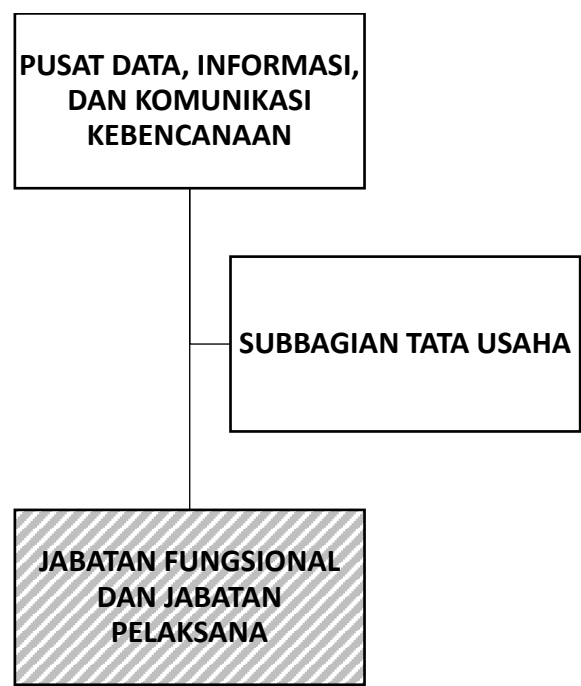 PUSAT DATA, INFORMASI,
DAN KOMUNIKASI
KEBENCANAAN
SUBBAGIAN TATA USAHA
JABATAN FUNGSIONAL
DAN JABATAN
PELAKSANA